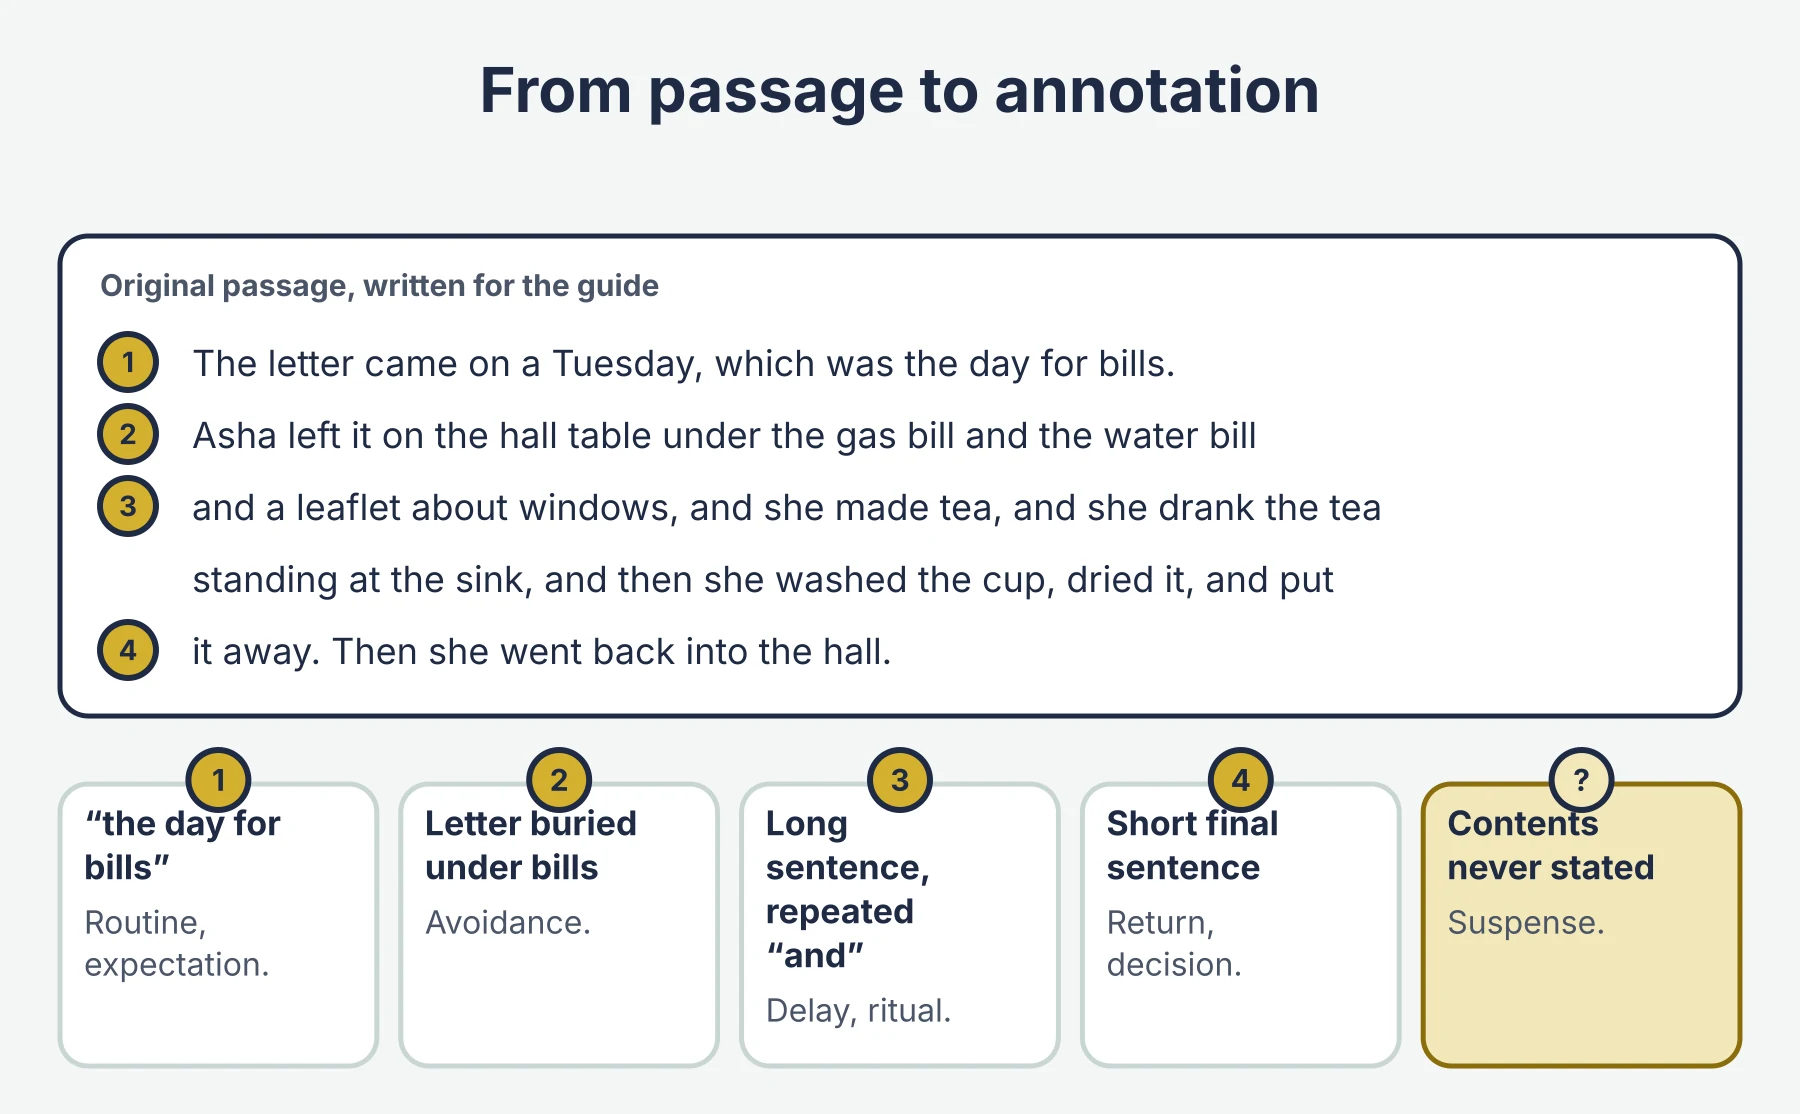 From passage to annotation
Original passage, written for the guide
1 The letter came on a Tuesday, which was the day for bills.
2 Asha left it on the hall table under the gas bill and the water bill
3 and a leaflet about windows, and she made tea, and she drank the tea
standing at the sink, and then she washed the cup, dried it, and put
4 it away. Then she went back into the hall.
1
“the day for
bills”
Routine,
expectation.
2
Letter buried
under bills
Avoidance.
3
Long
sentence,
repeated
“and”
Delay, ritual.
4
Short final
sentence
Return,
decision.
?
Contents
never stated
Suspense.